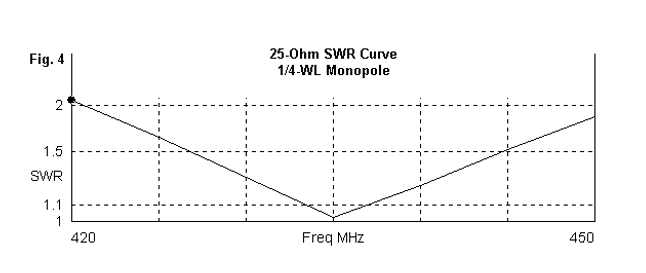 Fig. 4
25-Ohm SWR Curve
1/4-WL Monopole
2
1.5
SWR
1.1
1
420
Freq MHz
450